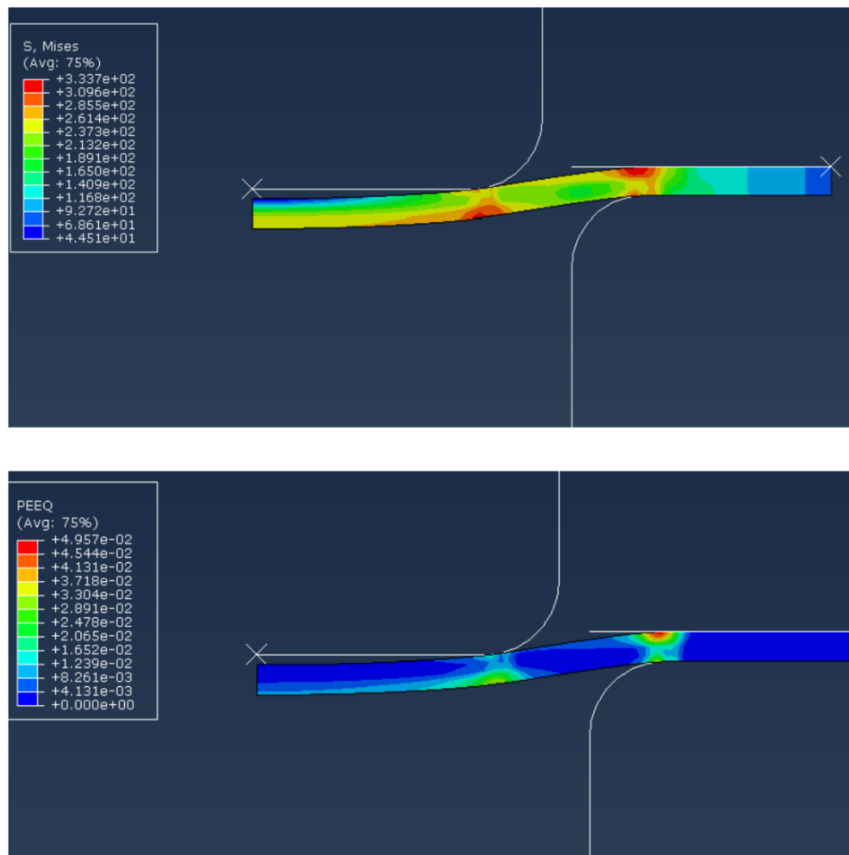 S, Mises
(Avg: 75%)
+3.337e+02
+3.096e+02
+2.855e+02
+2.614e+02
+2.373e+02
+2.132e+02
+1.891e+02
+1.650e+02
+1.409e+02
+1.168e+02
+9.272e+01
+6.861e+01
+4.451e+01
PEEQ
(Avg: 75%)
+4.957e-02
+4.544e-02
+4.131e-02
+3.718e-02
+3.304e-02
+2.891e-02
+2.478e-02
+2.065e-02
+1.652e-02
+1.239e-02
+8.261e-03
+4.131e-03
+0.000e+00